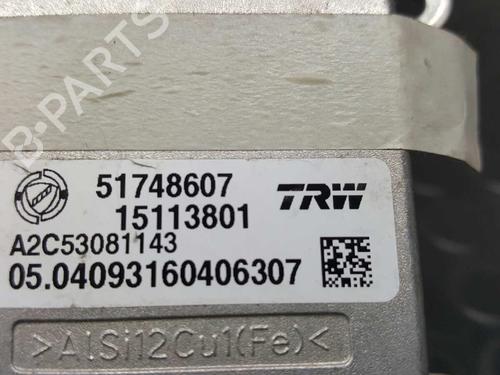 B-PARTS
51748607
15113801
TRW
A2C53081143
05.04093160406307
>AlSi12Cu1(Fe)<